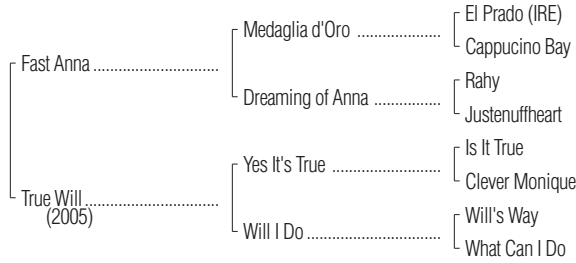 El Prado (IRE)
Medaglia d'Oro
Cappucino Bay
Fast Anna
Rahy
Dreaming of Anna
Justenuffheart
Is It True
Yes It's True
Clever Monique
True Will
(2005)
Will's Way
Will I Do
What Can I Do